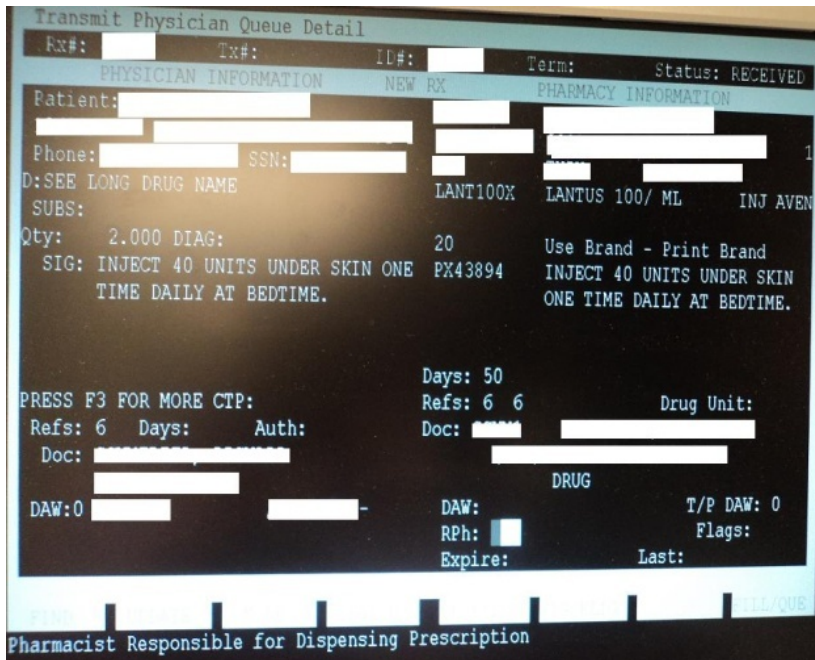 Transmit Physician Queue Detail
Rx#: Tx#: ID#: Term: Status: RECEIVED
PHYSICIAN INFORMATION NEW RX PHARMACY INFORMATION
Patient:
1
Phone: SSN:
D:SEE LONG DRUG NAME LANT100X LANTUS 100/ ML INJ AVEN
SUBS:
Qty: 2.000 DIAG: 20 Use Brand - Print Brand
SIG: INJECT 40 UNITS UNDER SKIN ONE PX43894 INJECT 40 UNITS UNDER SKIN
TIME DAILY AT BEDTIME. ONE TIME DAILY AT BEDTIME.
Days: 50
PRESS F3 FOR MORE CTP: Refs: 6 6 Drug Unit:
Refs: 6 Days: Auth: Doc:
Doc:
DRUG
DAW:0 - DAW: T/P DAW: 0
RPh: Flags:
Expire: Last:
FILL/QUE
Pharmacist Responsible for Dispensing Prescription